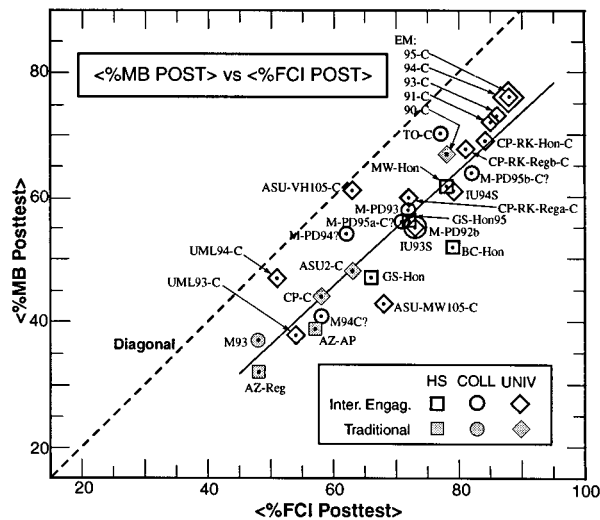 <%MB POST> vs <%FCI POST>
EM:
95-C
94-C
93-C
91-C
90-C
TO-C
CP-RK-Hon-C
CP-RK-Regb-C
MW-Hon
M-PD95b-C?
ASU-VH105-C
IU94S
M-PD93
CP-RK-Rega-C
M-PD95a-C?
GS-Hon95
M-PD94?
M-PD92b
IU93S
BC-Hon
UML94-C
ASU2-C
GS-Hon
UML93-C
CP-C
ASU-MW105-C
M94C?
Diagonal
M93
AZ-AP
AZ-Reg
HS COLL UNIV
Inter. Engag.
Traditional
80
60
40
20
<%MB Posttest>
20 40 60 80 100
<%FCI Posttest>